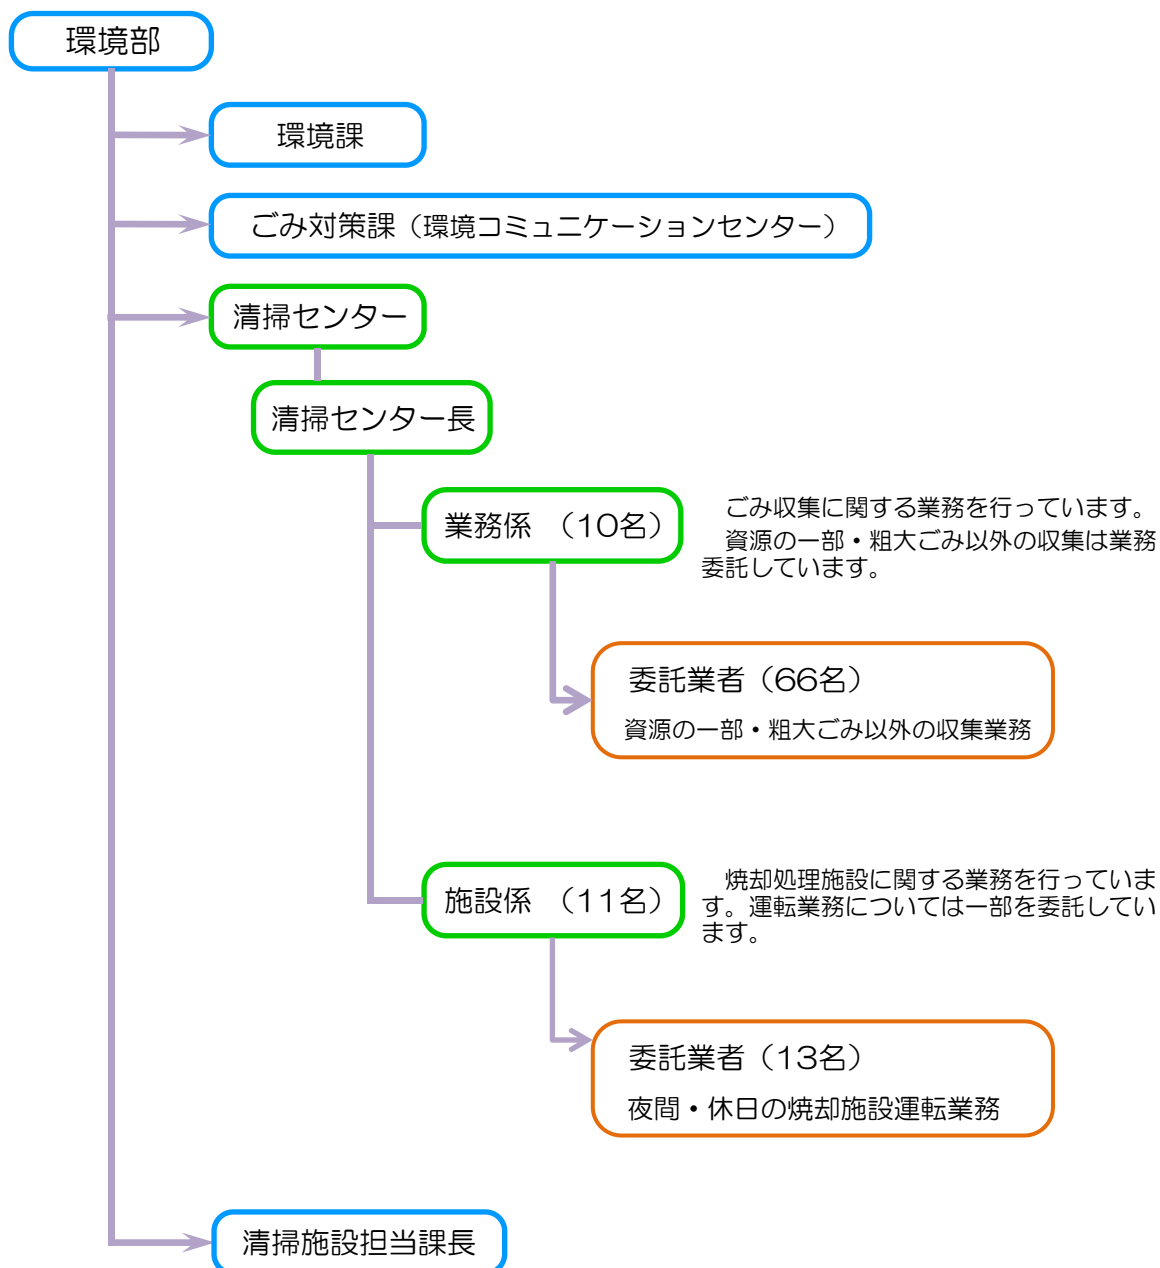 環境部
環境課
ごみ対策課（環境コミュニケーションセンター）
清掃センター
清掃センター長
業務係　（10名）
ごみ収集に関する業務を行っています。
資源の一部・粗大ごみ以外の収集は業務
委託しています。
委託業者（66名）
資源の一部・粗大ごみ以外の収集業務
施設係　（11名）
焼却処理施設に関する業務を行っていま
す。運転業務については一部を委託してい
ます。
委託業者（13名）
夜間・休日の焼却施設運転業務
清掃施設担当課長